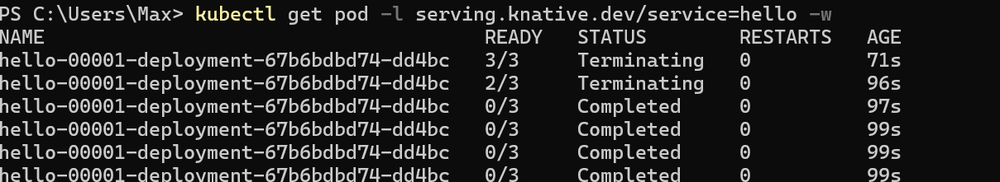 PS C:\Users\Max> kubectl get pod -l serving.knative.dev/service=hello -w
NAME READY STATUS RESTARTS AGE
hello-00001-deployment-67b6bdbd74-dd4bc 3/3 Terminating 0 71s
hello-00001-deployment-67b6bdbd74-dd4bc 2/3 Terminating 0 96s
hello-00001-deployment-67b6bdbd74-dd4bc 0/3 Completed 0 97s
hello-00001-deployment-67b6bdbd74-dd4bc 0/3 Completed 0 99s
hello-00001-deployment-67b6bdbd74-dd4bc 0/3 Completed 0 99s
hello-00001-deployment-67b6bdbd74-dd4bc 0/3 Completed 0 99s